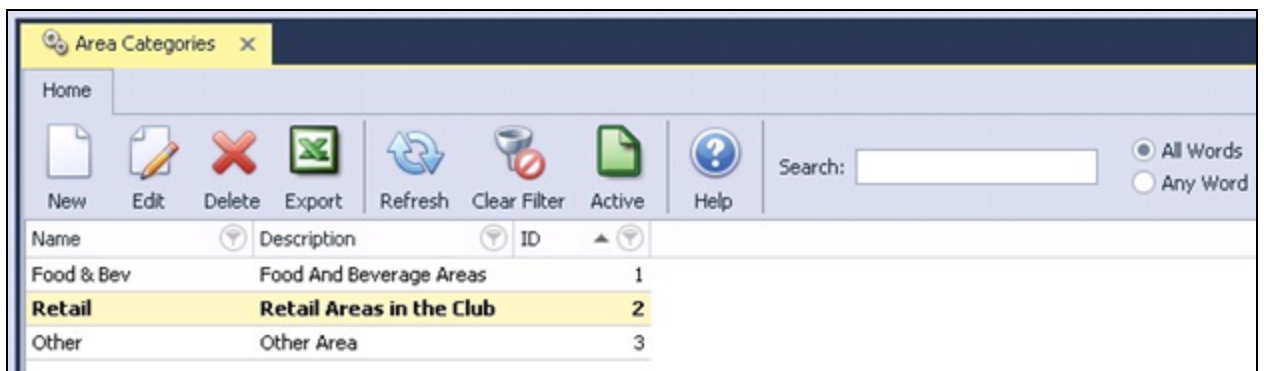 Area Categories
Home
New Edit Delete Export Refresh Clear Filter Active Help Search: All Words
Any Word
Name Description ID
Food & Bev Food And Beverage Areas 1
Retail Retail Areas in the Club 2
Other Other Area 3